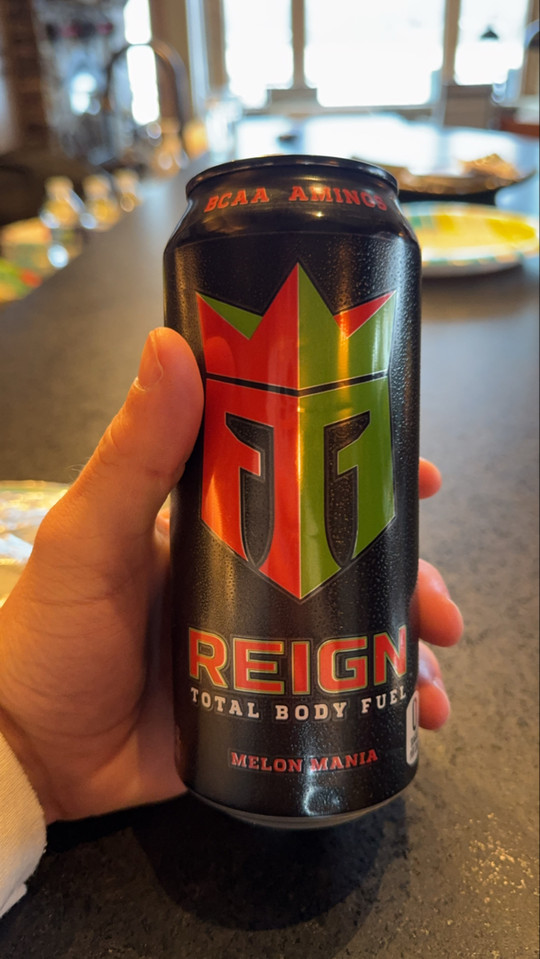 BCAA AMINOS
REIGN
TOTAL BODY FUEL
MELON MANIA